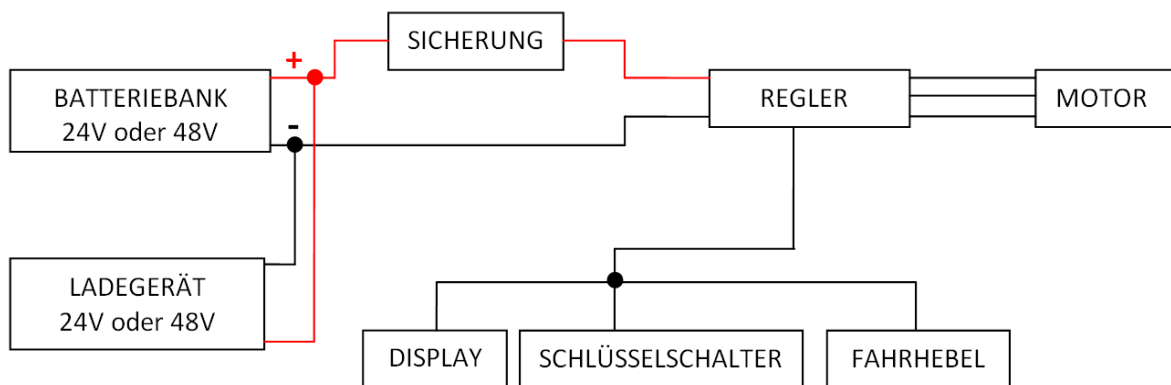 SICHERUNG
+
BATTERIEBANK
24V oder 48V
-
REGLER
MOTOR
LADEGERÄT
24V oder 48V
DISPLAY
SCHLÜSSELSCHALTER
FAHRHEBEL